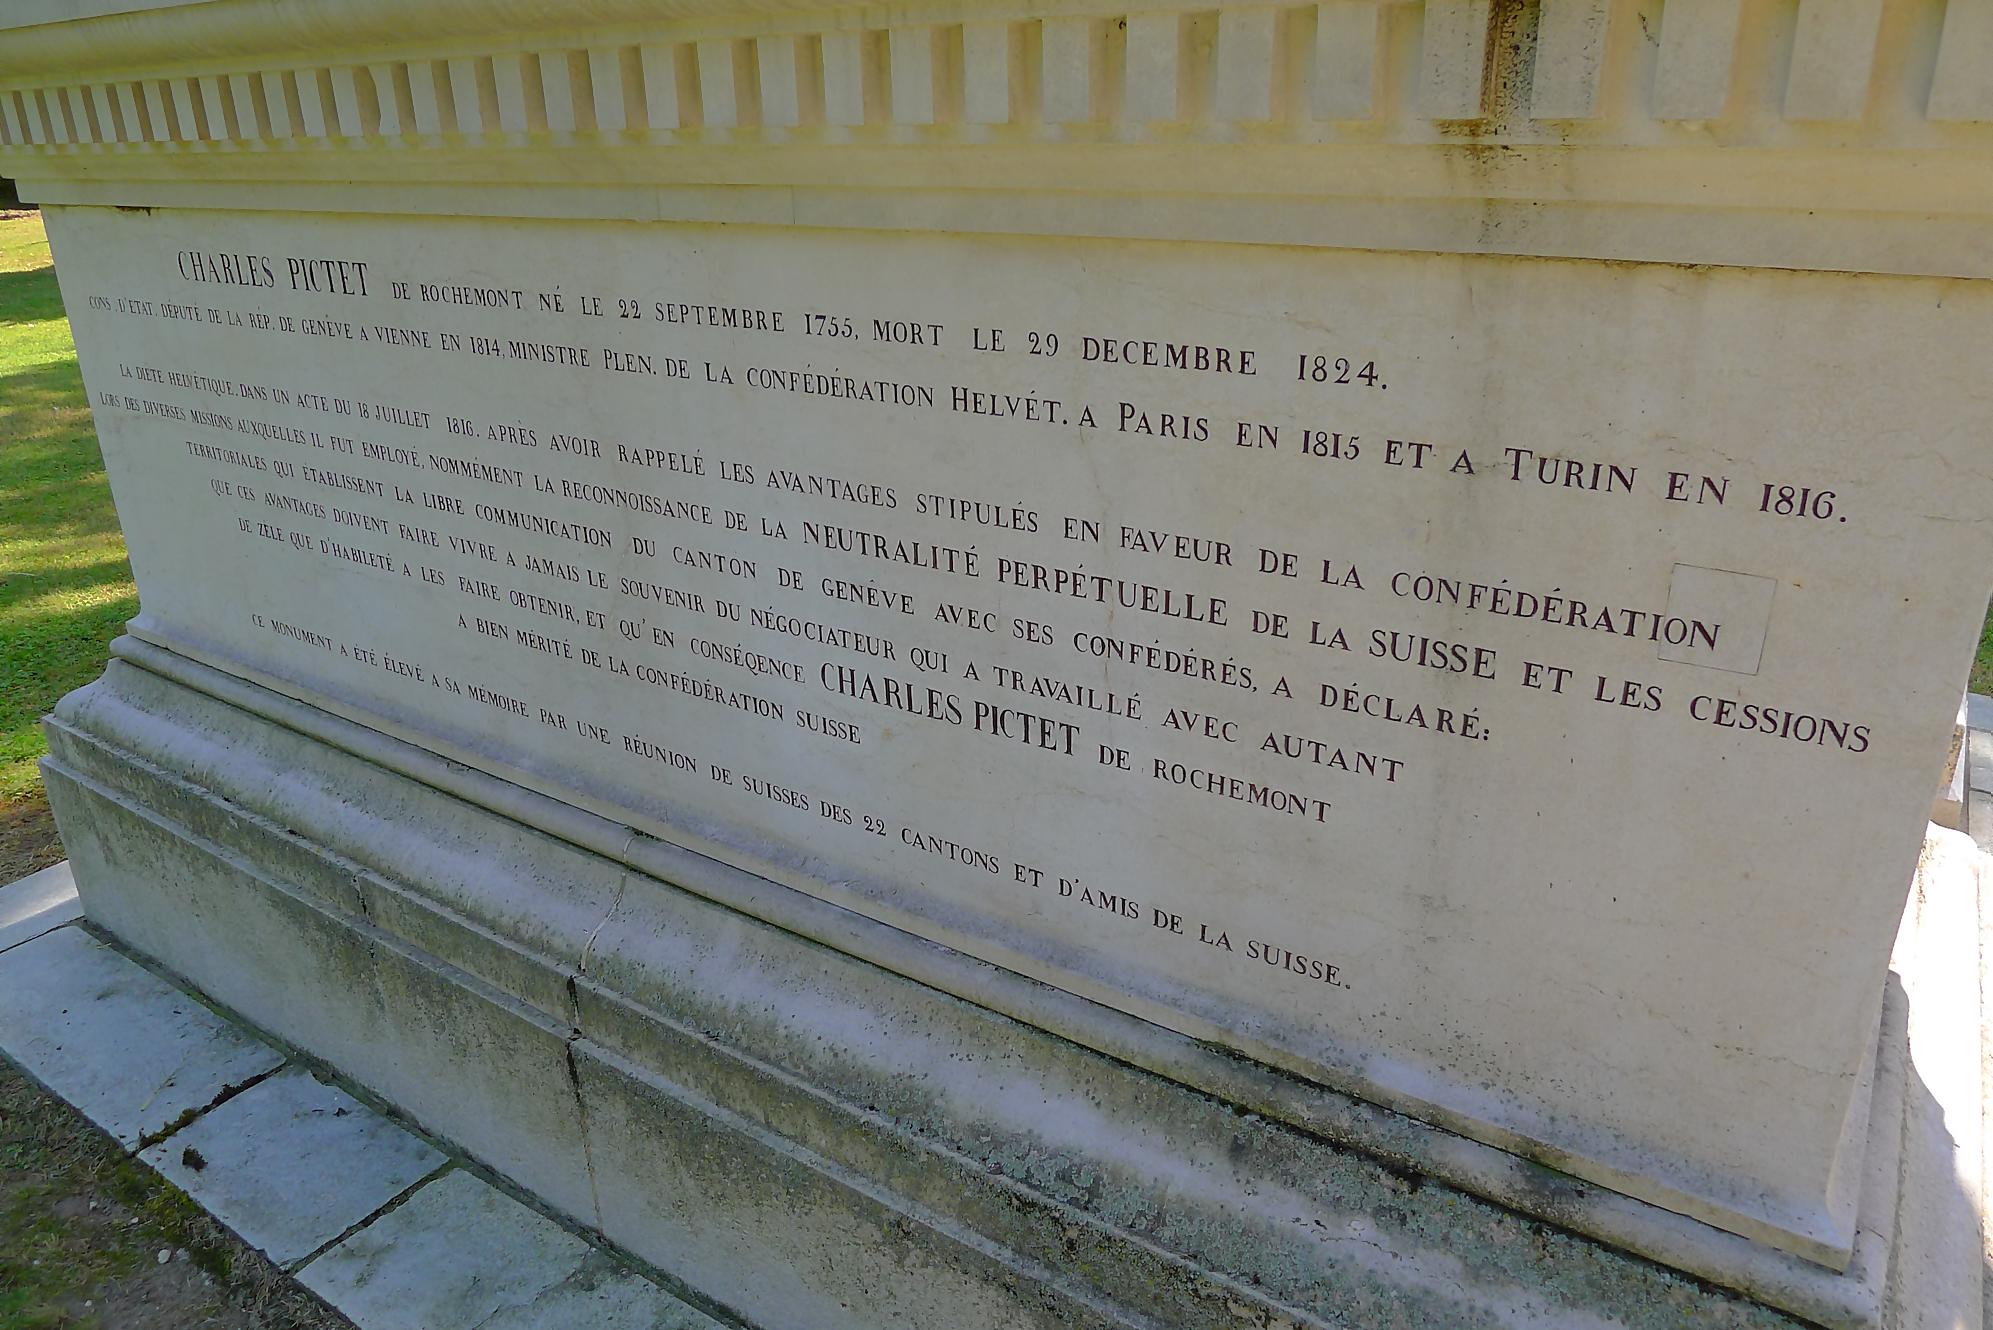 CHARLES PICTET DE ROCHEMONT NÉ LE 22 SEPTEMBRE 1755, MORT LE 29 DECEMBRE 1824.
CONS. D'ETAT. DÉPUTÉ DE LA RÉP. DE GENÈVE A VIENNE EN 1814, MINISTRE PLEN. DE LA CONFÉDÉRATION HELVÉT. A PARIS EN 1815 ET A TURIN EN 1816.
LA DIETE HELVÉTIQUE. DANS UN ACTE DU 18 JUILLET 1816. APRÈS AVOIR RAPPELÉ LES AVANTAGES STIPULÉS EN FAVEUR DE LA CONFÉDÉRATION
LORS DES DIVERSES MISSIONS AUXQUELLES IL FUT EMPLOYÉ, NOMMÉMENT LA RECONNOISSANCE DE LA NEUTRALITÉ PERPÉTUELLE DE LA SUISSE ET LES CESSIONS
TERRITORIALES QUI ÉTABLISSENT LA LIBRE COMMUNICATION DU CANTON DE GENÈVE AVEC SES CONFÉDÉRÉS, A DÉCLARÉ:
QUE CES AVANTAGES DOIVENT FAIRE VIVRE A JAMAIS LE SOUVENIR DU NÉGOCIATEUR QUI A TRAVAILLÉ AVEC AUTANT
DE ZÈLE QUE D'HABILETÉ A LES FAIRE OBTENIR, ET QU'EN CONSÉQENCE CHARLES PICTET DE ROCHEMONT
A BIEN MÉRITÉ DE LA CONFÉDÉRATION SUISSE
CE MONUMENT A ÉTÉ ÉLEVÉ A SA MÉMOIRE PAR UNE RÉUNION DE SUISSES DES 22 CANTONS ET D'AMIS DE LA SUISSE.